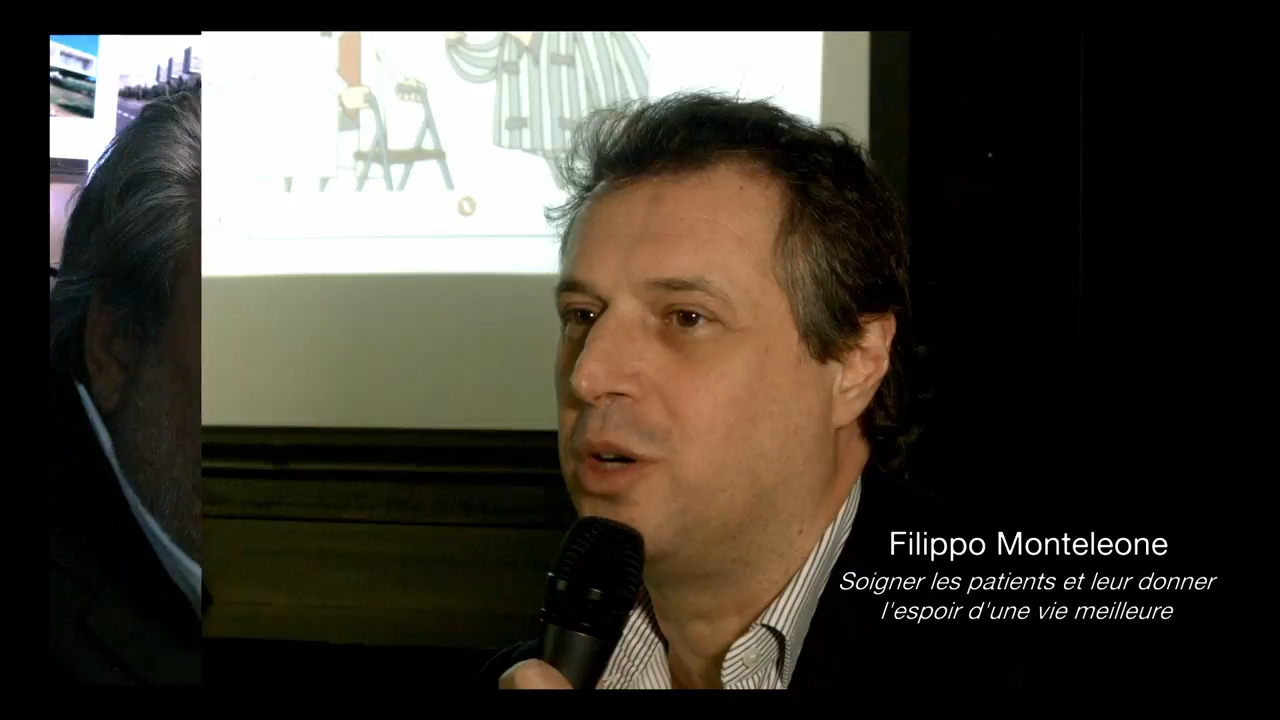 Filippo Monteleone
Soigner les patients et leur donner
l'espoir d'une vie meilleure